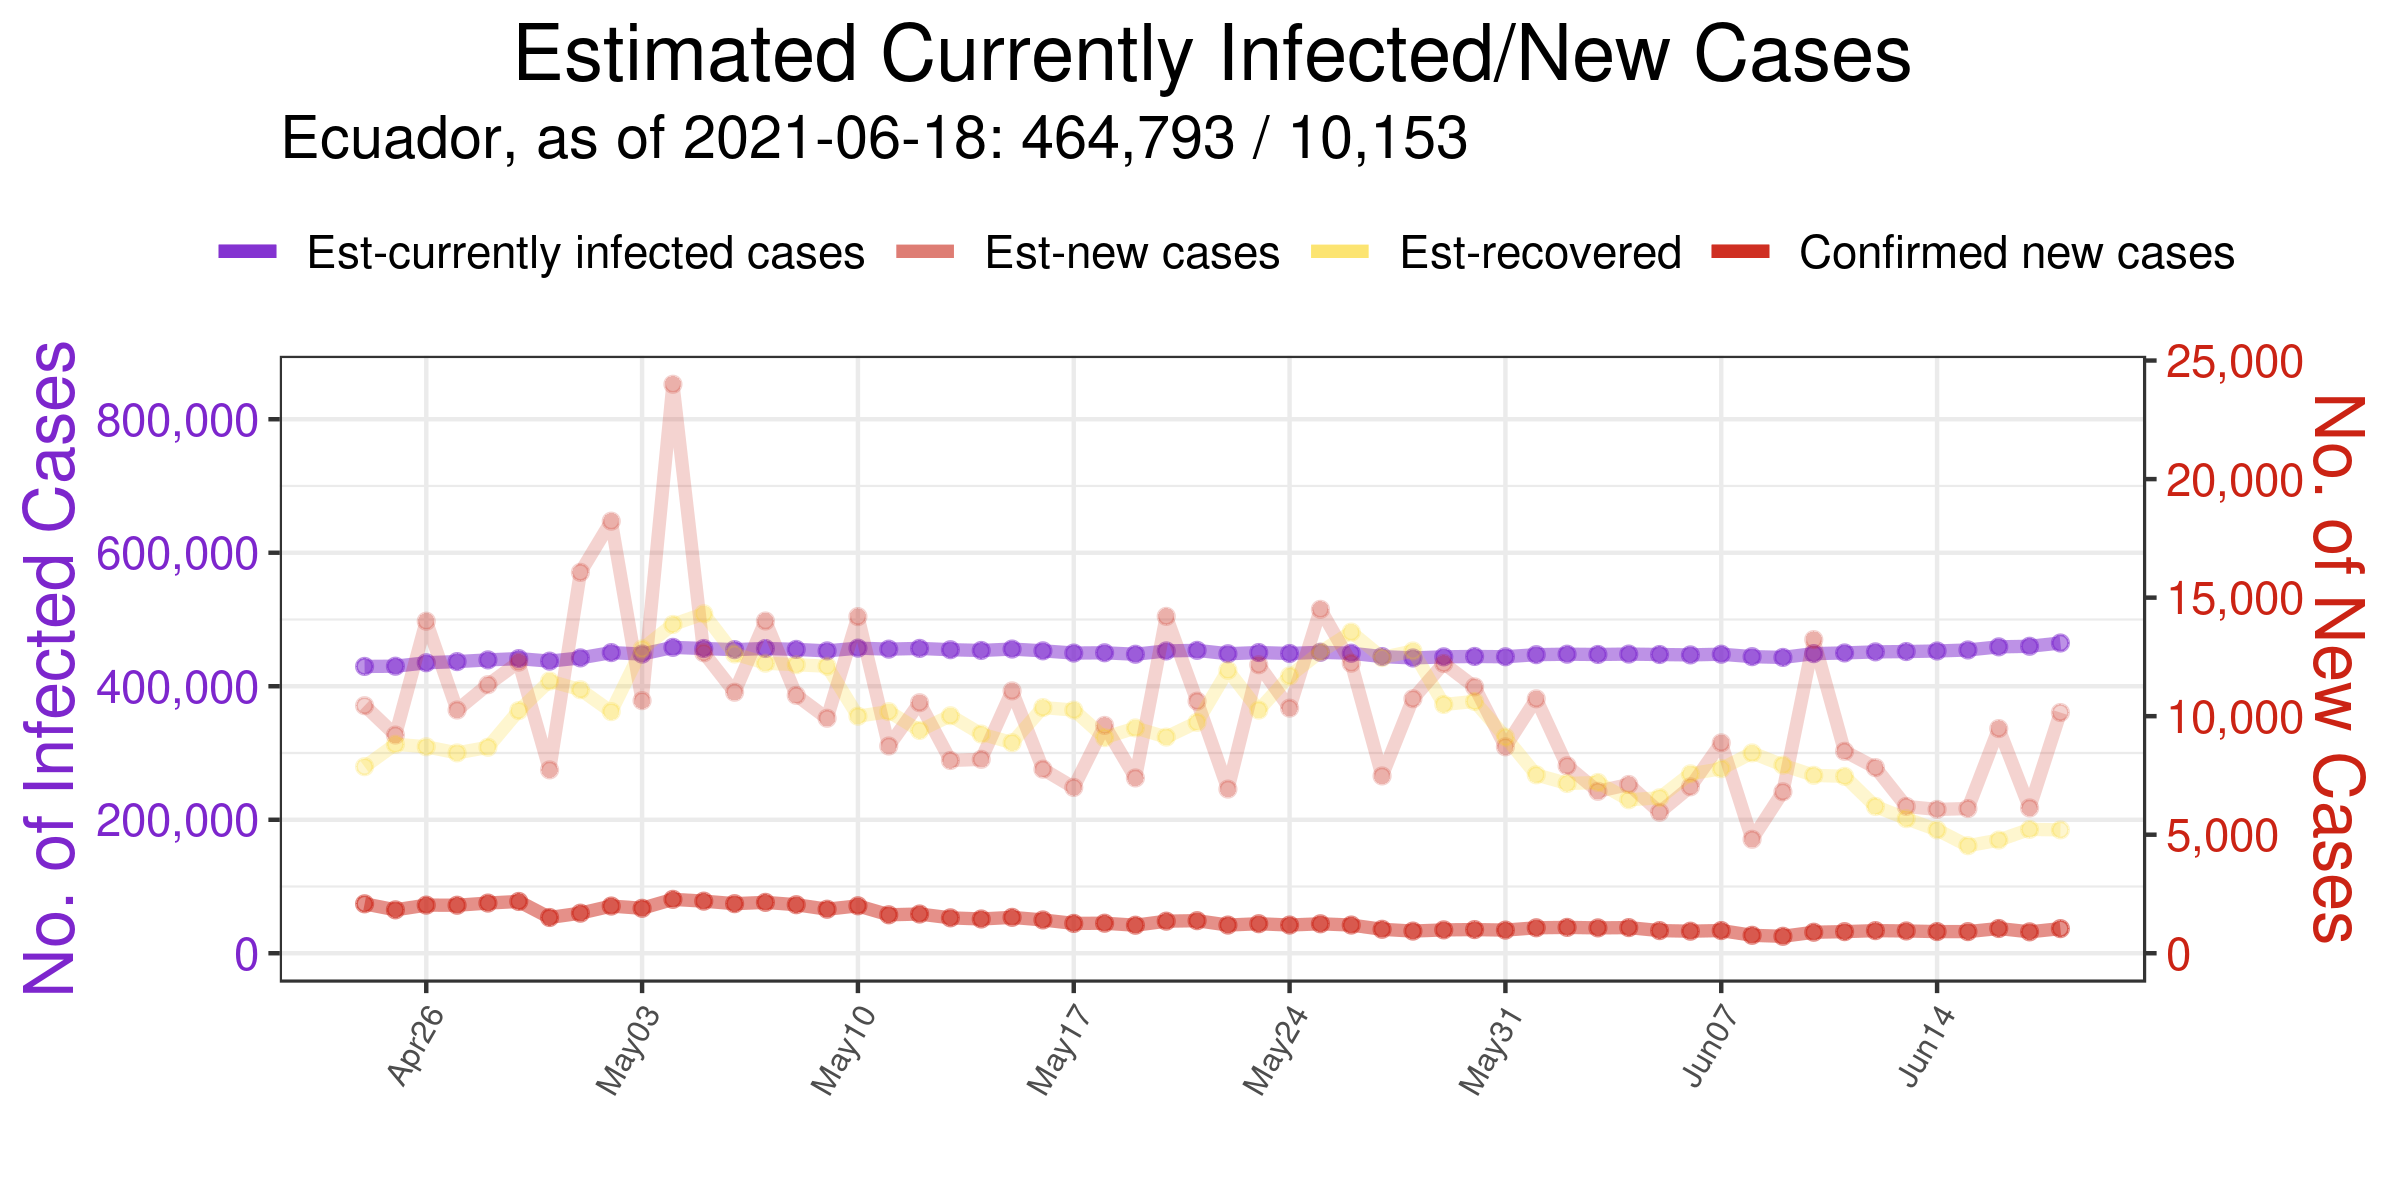 Estimated Currently Infected/New Cases
Ecuador, as of 2021-06-18: 464,793 / 10,153
Est-currently infected cases Est-new cases Est-recovered Confirmed new cases
No. of Infected Cases
800,000
600,000
400,000
200,000
0
25,000
20,000
15,000
10,000
5,000
0
No. of New Cases
Apr26 May03 May10 May17 May24 May31 Jun07 Jun14